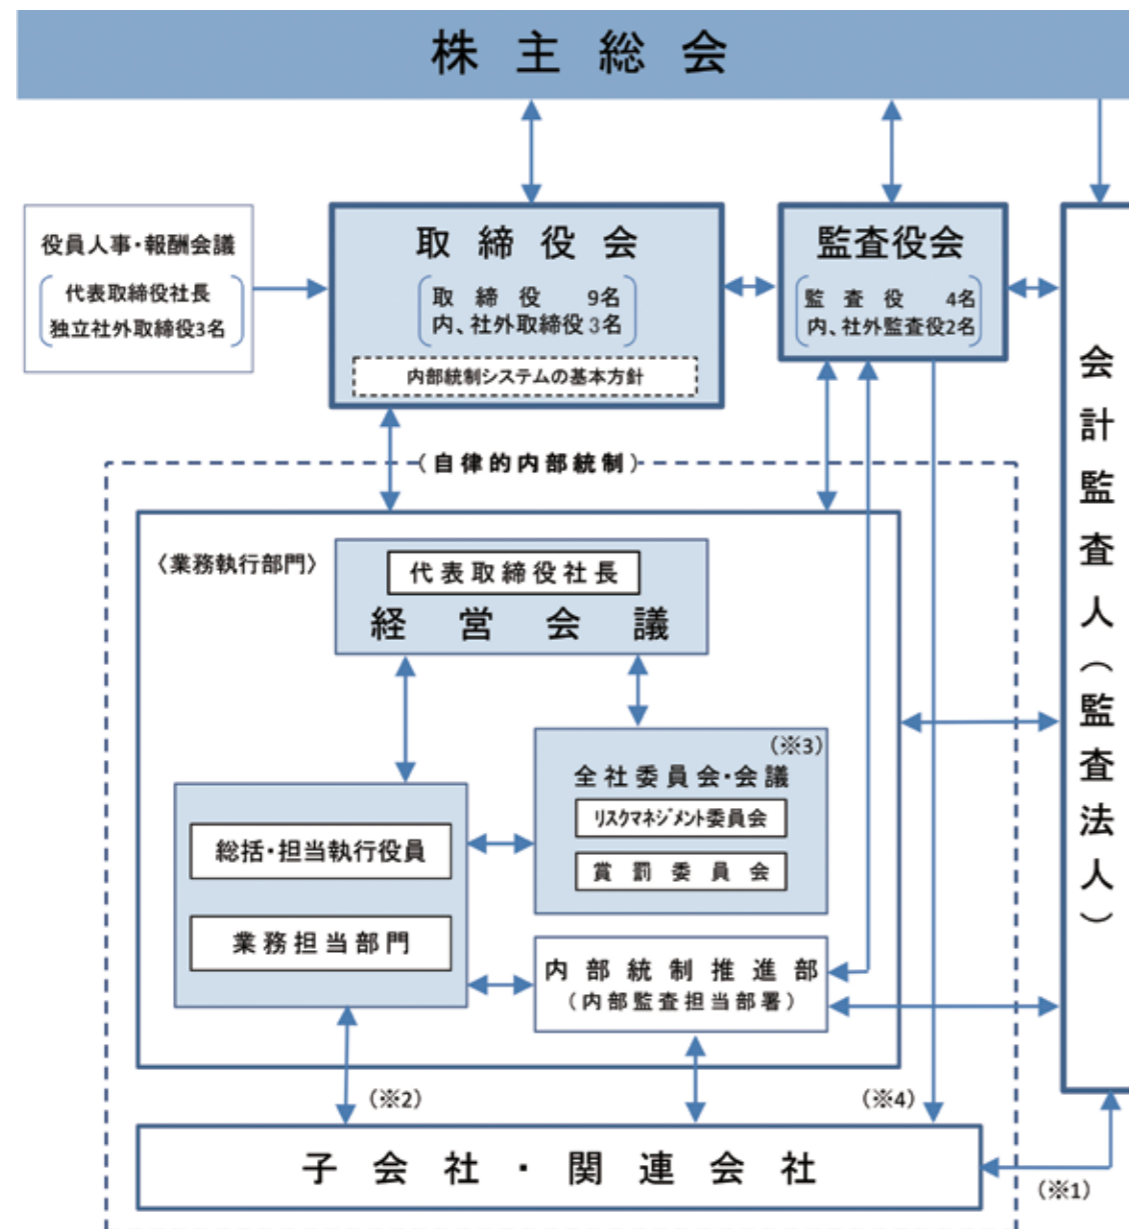 株主総会
役員人事・報酬会議
代表取締役社長
独立社外取締役3名
取締役会
取締役 9名
内、社外取締役3名
内部統制システムの基本方針
監査役会
監査役 4名
内、社外監査役2名
会計監査人(監査法人)
(自律的内部統制)
〈業務執行部門〉
代表取締役社長
経営会議
(※3)
全社委員会・会議
リスクマネジメント委員会
賞罰委員会
総括・担当執行役員
業務担当部門
内部統制推進部
(内部監査担当部署)
(※2)
(※4)
子会社・関連会社
(※1)